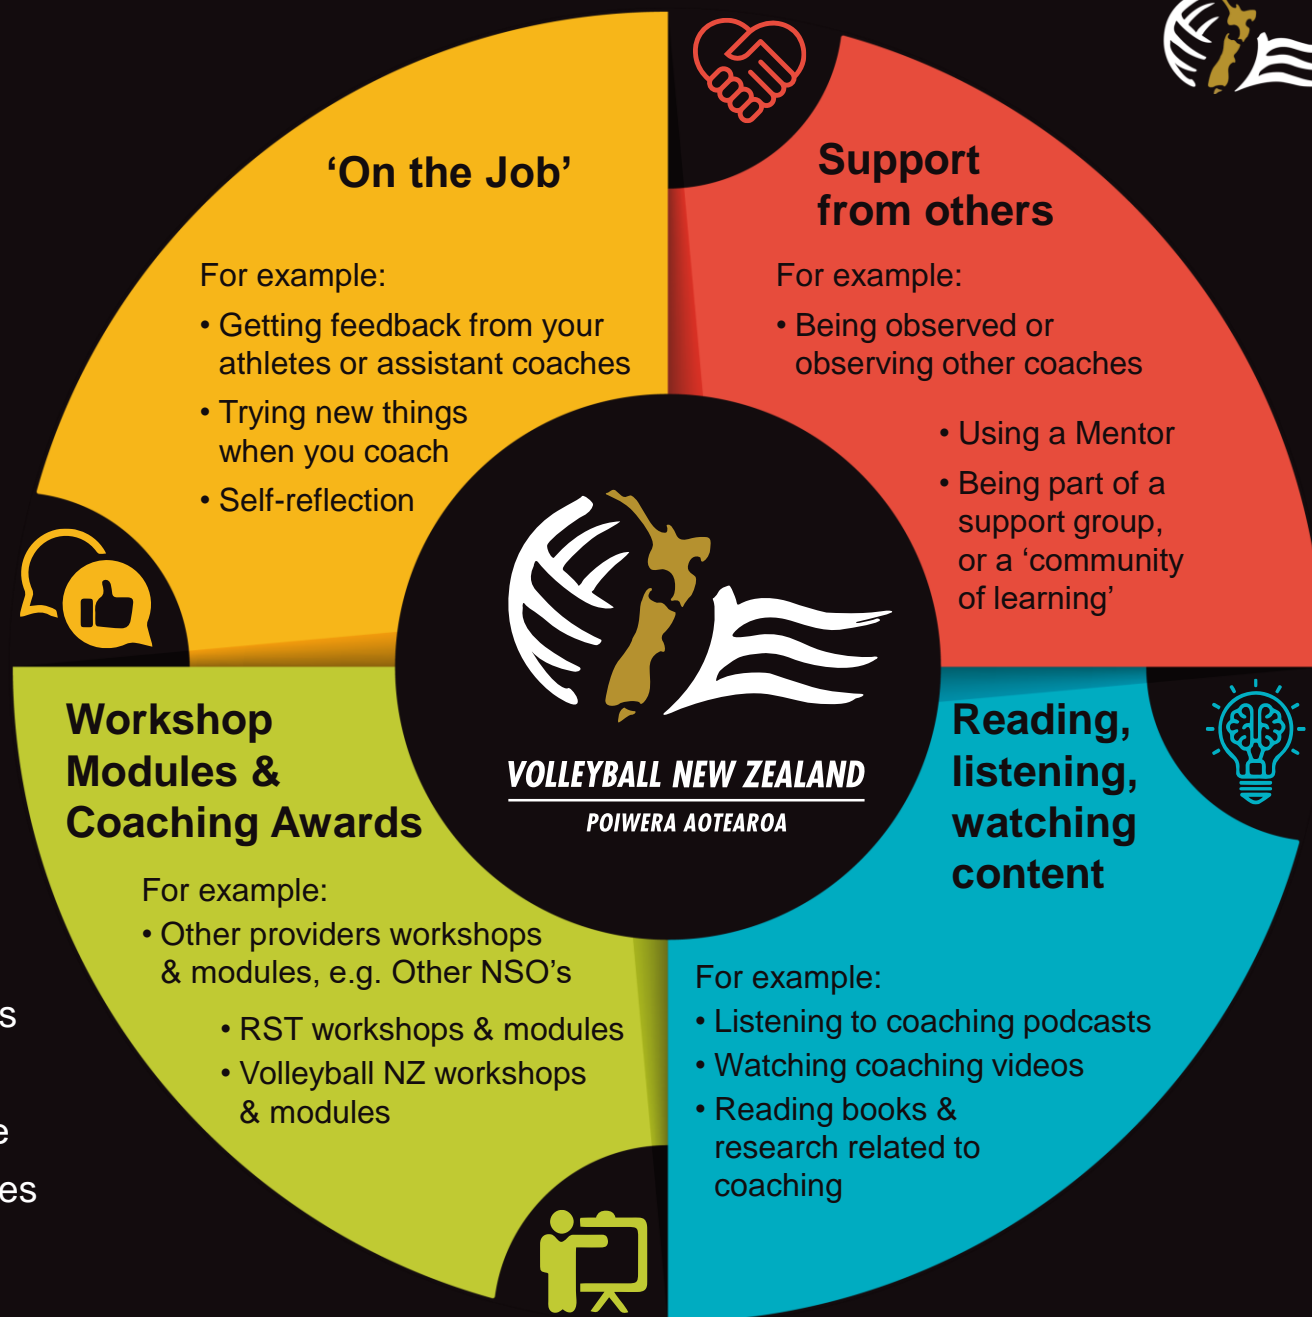 ‘On the Job’
For example:
• Getting feedback from your
athletes or assistant coaches
• Trying new things
when you coach
• Self-reflection
Support
from others
For example:
• Being observed or
observing other coaches
• Using a Mentor
• Being part of a
support group,
or a ‘community
of learning’
VOLLEYBALL NEW ZEALAND
POIWERA AOTEAROA
Workshop
Modules &
Coaching Awards
For example:
• Other providers workshops
& modules, e.g. Other NSO’s
• RST workshops & modules
• Volleyball NZ workshops
& modules
Reading,
listening,
watching
content
For example:
• Listening to coaching podcasts
• Watching coaching videos
• Reading books &
research related to
coaching